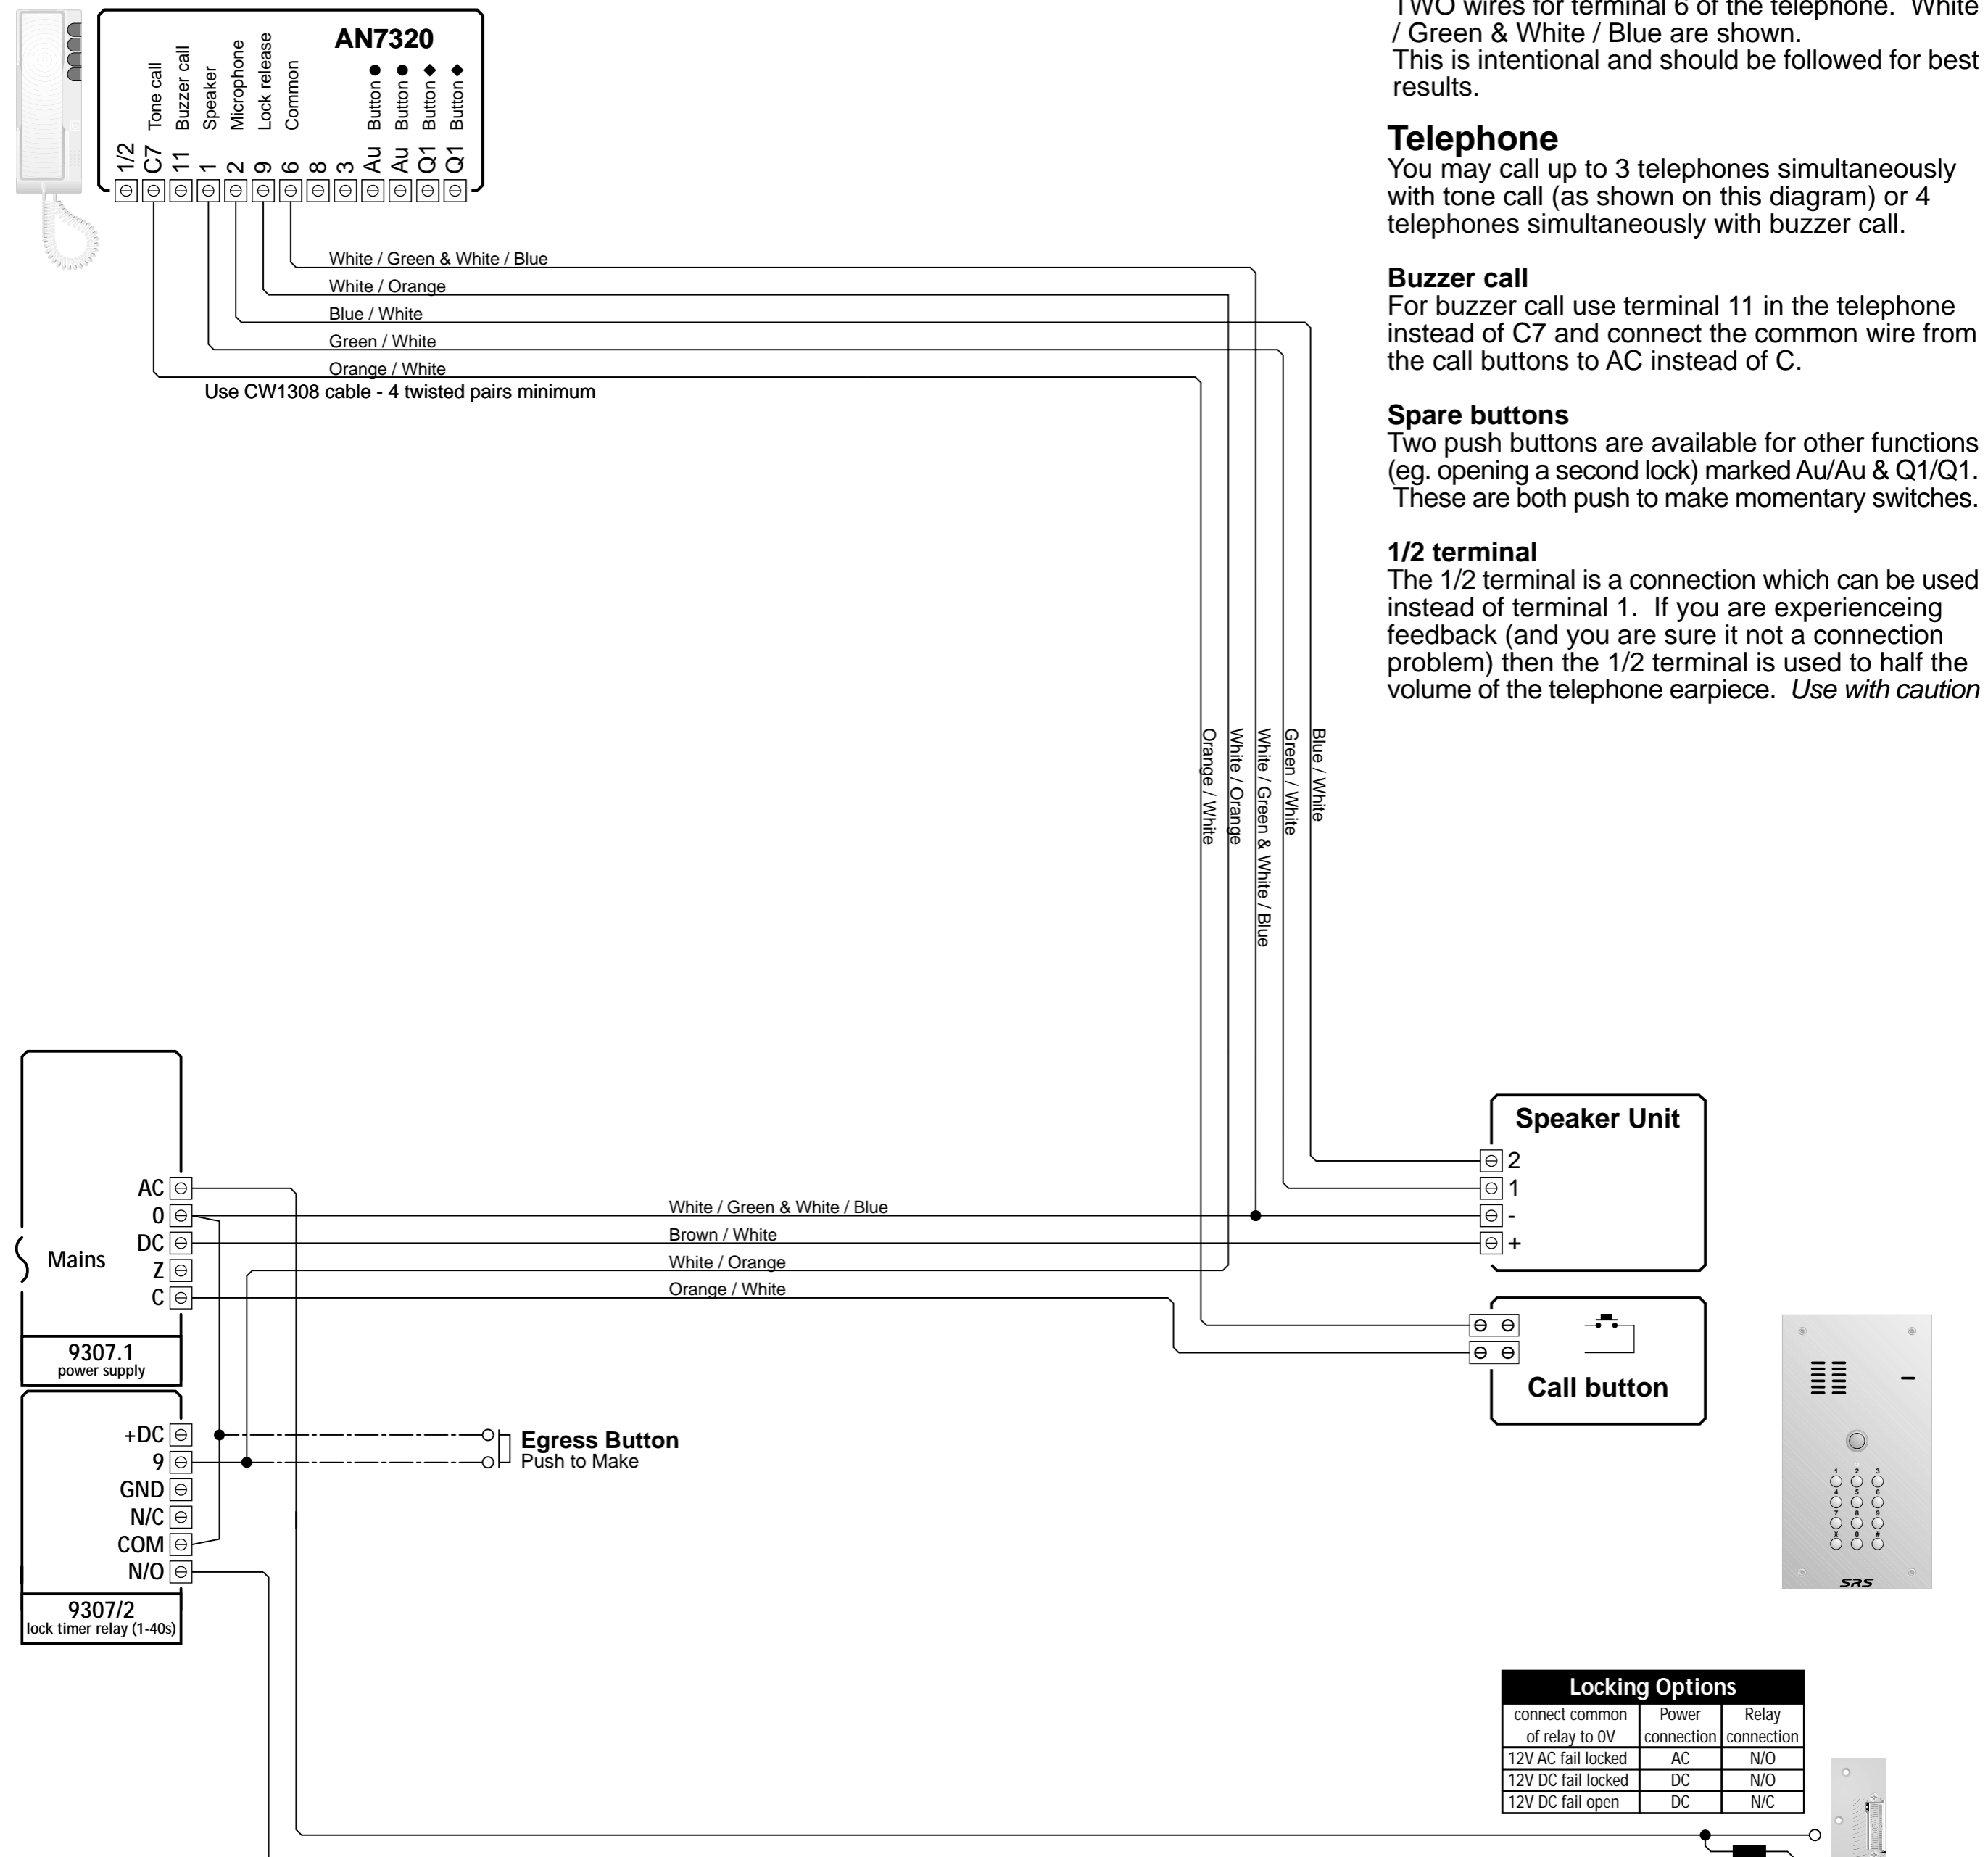 TWO wires for terminal 6 of the telephone. White
/ Green & White / Blue are shown.
This is intentional and should be followed for best
results.
Telephone
You may call up to 3 telephones simultaneously
with tone call (as shown on this diagram) or 4
telephones simultaneously with buzzer call.
Buzzer call
For buzzer call use terminal 11 in the telephone
instead of C7 and connect the common wire from
the call buttons to AC instead of C.
Spare buttons
Two push buttons are available for other functions
(eg. opening a second lock) marked Au/Au & Q1/Q1.
These are both push to make momentary switches.
1/2 terminal
The 1/2 terminal is a connection which can be used
instead of terminal 1. If you are experienceing
feedback (and you are sure it not a connection
problem) then the 1/2 terminal is used to half the
volume of the telephone earpiece. Use with caution
AN7320
1/2
C7 Tone call
11 Buzzer call
1 Speaker
2 Microphone
9 Lock release
6 Common
8
3
Au Button ●
Au Button ●
Q1 Button ◆
Q1 Button ◆
White / Green & White / Blue
White / Orange
Blue / White
Green / White
Orange / White
Use CW1308 cable - 4 twisted pairs minimum
Orange / White
White / Orange
White / Green & White / Blue
Green / White
Blue / White
Mains
AC
0
DC
Z
C
9307.1
power supply
White / Green & White / Blue
Brown / White
White / Orange
Orange / White
Speaker Unit
2
1
-
+
Call button
+DC
9
GND
N/C
COM
N/O
9307/2
lock timer relay (1-40s)
Egress Button
Push to Make
1 2 3
4 5 6
7 8 9
* 0 #
SRS
Locking Options
connect common of relay to 0V Power connection Relay connection
12V AC fail locked AC N/O
12V DC fail locked DC N/O
12V DC fail open DC N/C